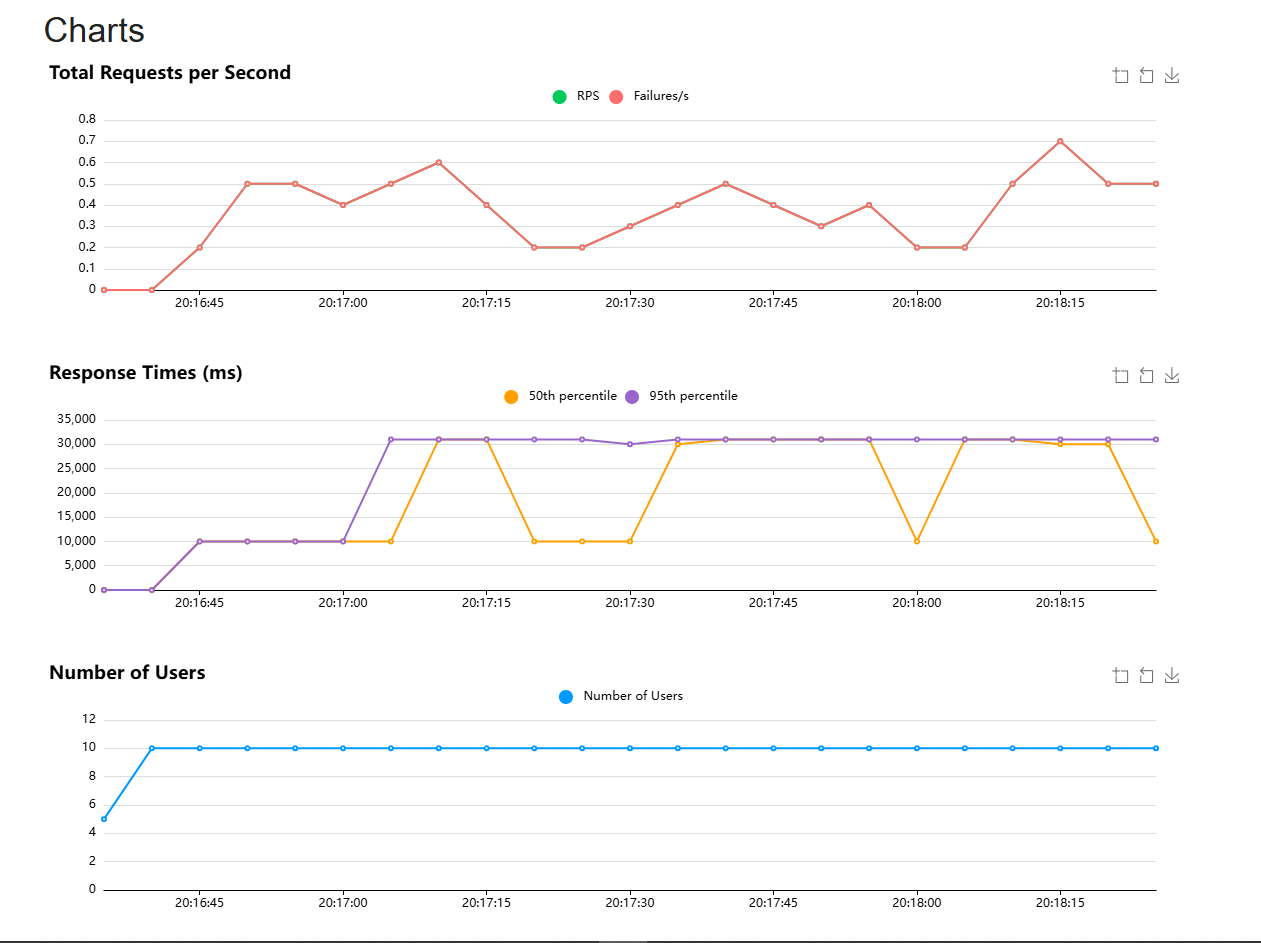 Charts
Total Requests per Second
RPS Failures/s
0.8
0.7
0.6
0.5
0.4
0.3
0.2
0.1
0
20:16:45 20:17:00 20:17:15 20:17:30 20:17:45 20:18:00 20:18:15
Response Times (ms)
50th percentile 95th percentile
35,000
30,000
25,000
20,000
15,000
10,000
5,000
0
20:16:45 20:17:00 20:17:15 20:17:30 20:17:45 20:18:00 20:18:15
Number of Users
Number of Users
12
10
8
6
4
2
0
20:16:45 20:17:00 20:17:15 20:17:30 20:17:45 20:18:00 20:18:15